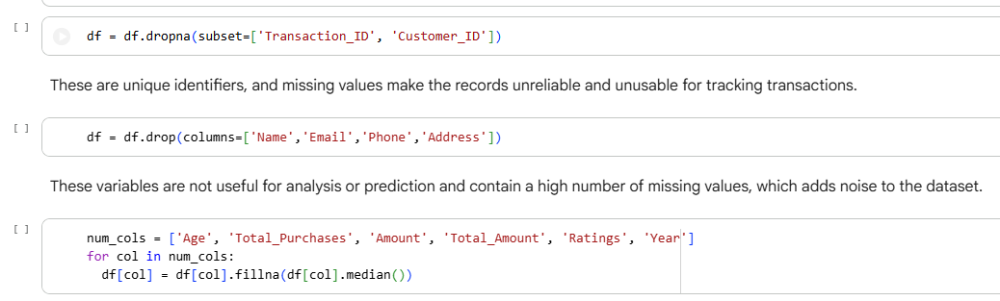 [ ]
df = df.dropna(subset=['Transaction_ID', 'Customer_ID'])
These are unique identifiers, and missing values make the records unreliable and unusable for tracking transactions.
[ ]
df = df.drop(columns=['Name','Email','Phone','Address'])
These variables are not useful for analysis or prediction and contain a high number of missing values, which adds noise to the dataset.
[ ]
num_cols = ['Age', 'Total_Purchases', 'Amount', 'Total_Amount', 'Ratings', 'Year']
for col in num_cols:
  df[col] = df[col].fillna(df[col].median())